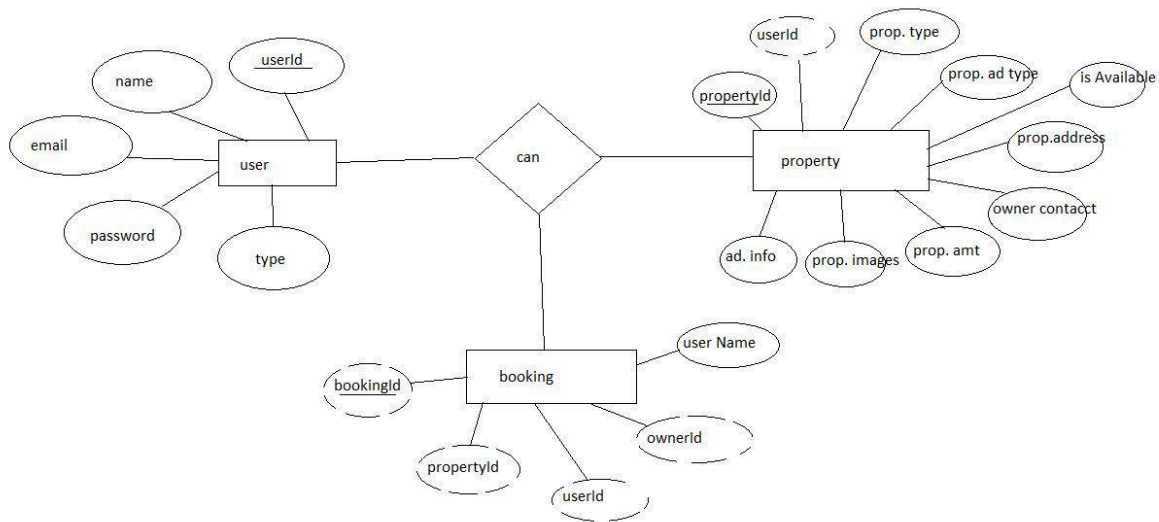 userId
name
email
user
password
type
can
userId
prop. type
propertyId
prop. ad type
is Available
property
prop.address
owner contacct
ad. info
prop. images
prop. amt
user Name
bookingId
booking
propertyId
userId
ownerId